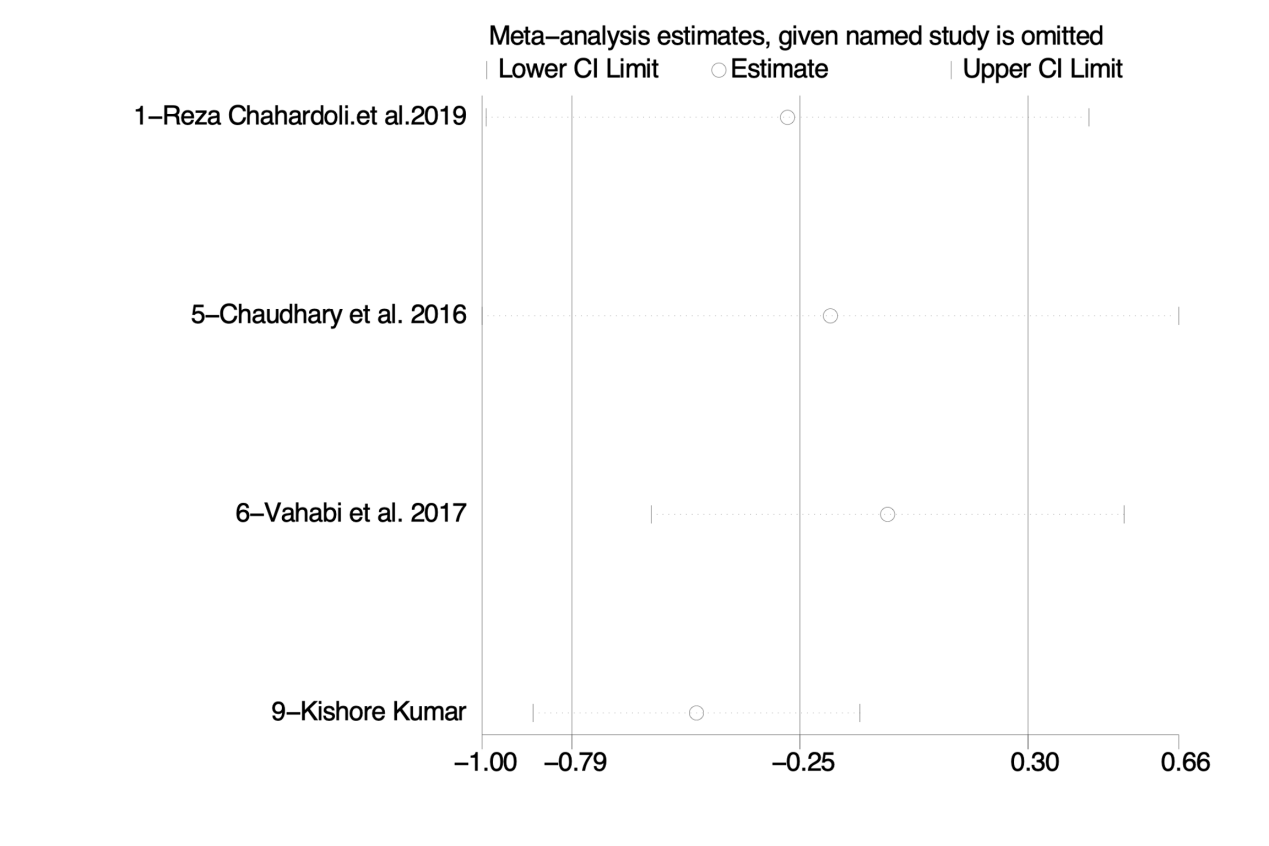 Meta−analysis estimates, given named study is omitted
Lower CI Limit Estimate Upper CI Limit
1−Reza Chahardoli.et al.2019
5−Chaudhary et al. 2016
6−Vahabi et al. 2017
9−Kishore Kumar
−1.00 −0.79 −0.25 0.30 0.66